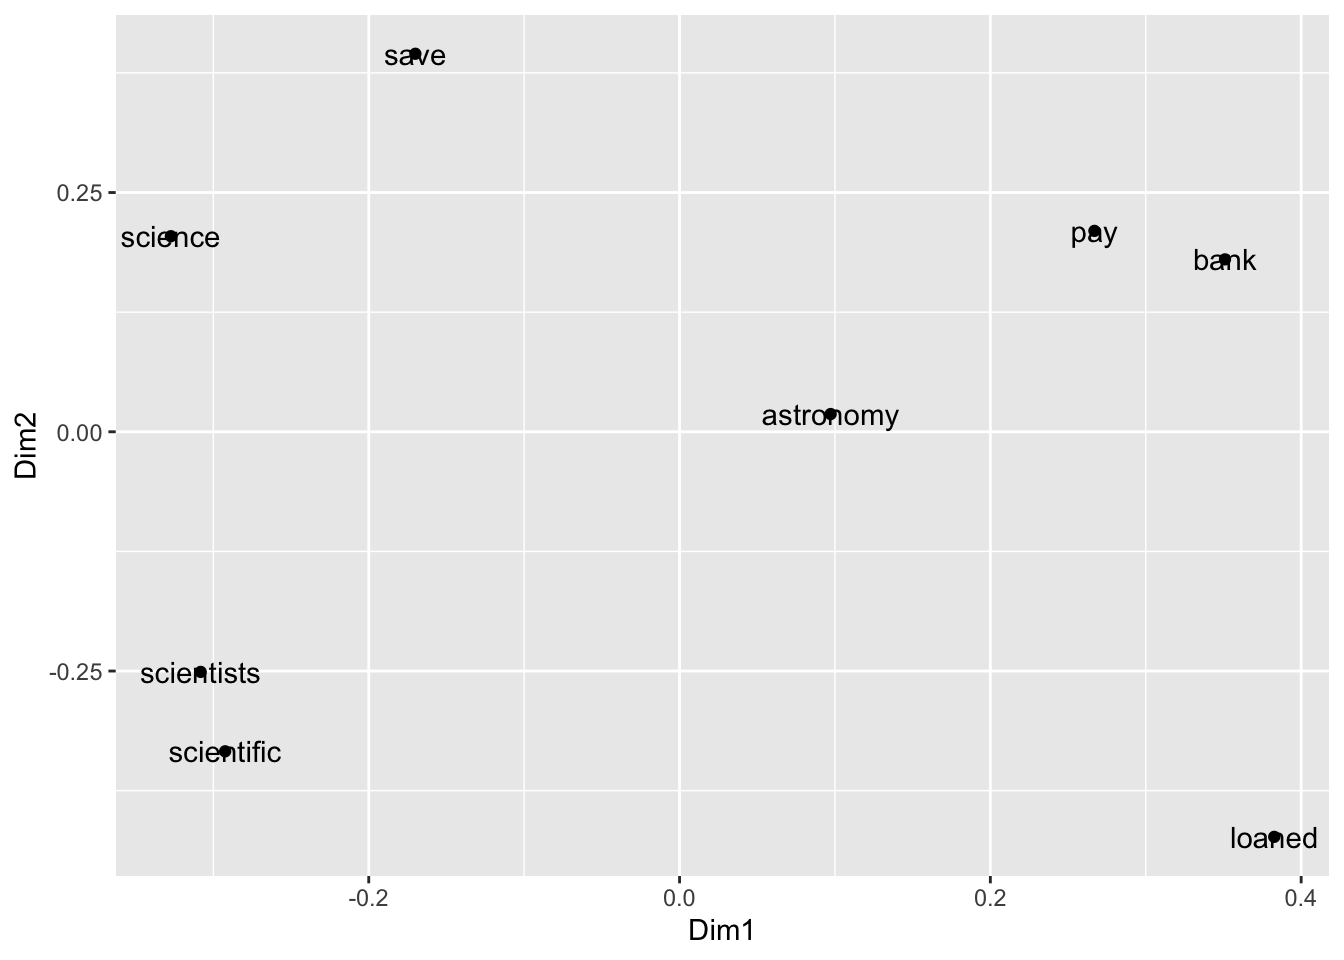 save
0.25
science
pay
bank
astronomy
0.00
Dim2
-0.25
scientists
scientific
loaned
-0.2
0.0
0.2
0.4
Dim1